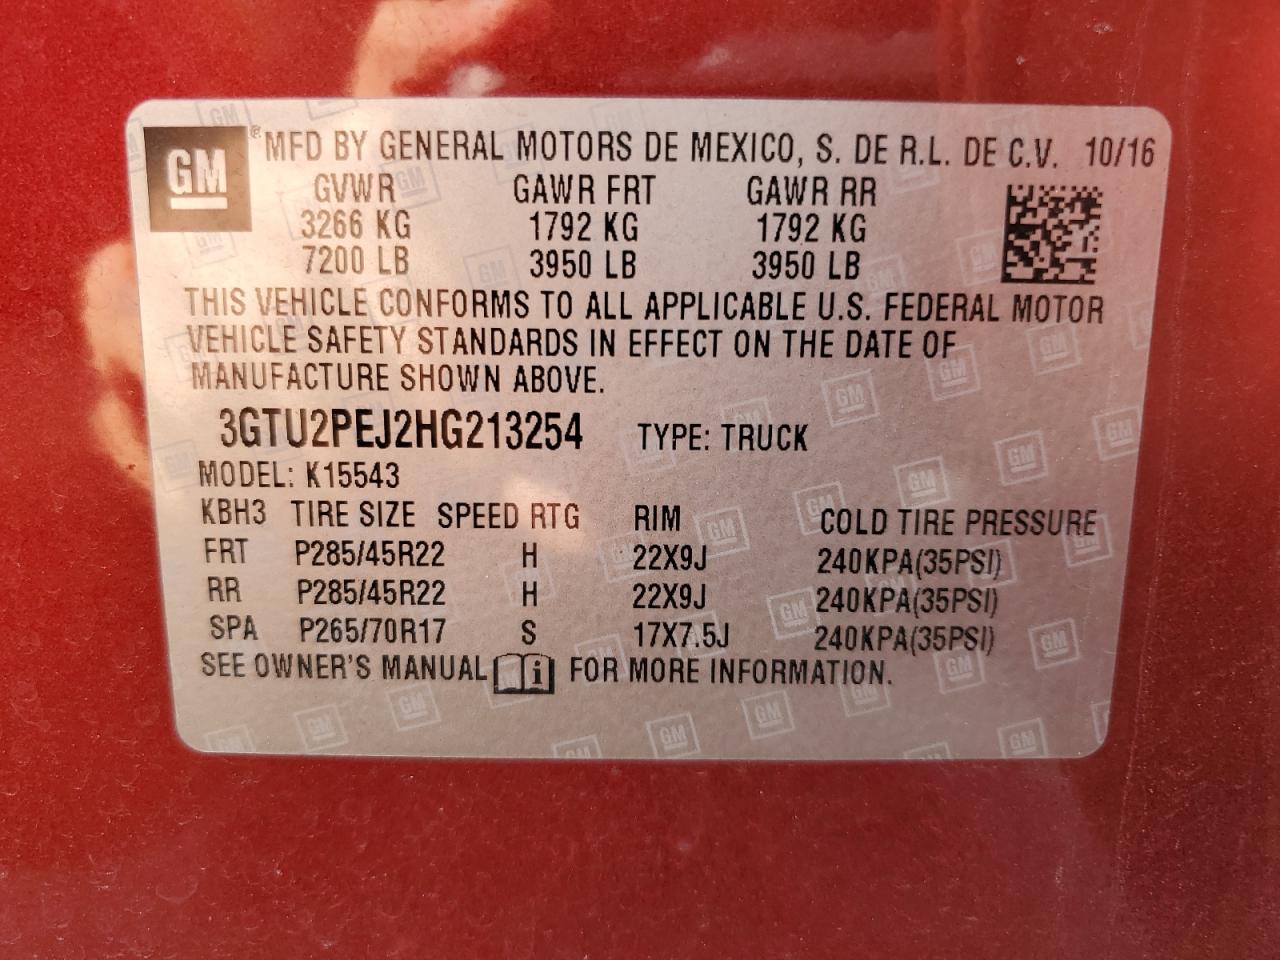 GM ® MFD BY GENERAL MOTORS DE MEXICO, S. DE R.L. DE C.V. 10/16
GVWR GAWR FRT GAWR RR
3266 KG 1792 KG 1792 KG
7200 LB 3950 LB 3950 LB
THIS VEHICLE CONFORMS TO ALL APPLICABLE U.S. FEDERAL MOTOR
VEHICLE SAFETY STANDARDS IN EFFECT ON THE DATE OF
MANUFACTURE SHOWN ABOVE.
3GTU2PEJ2HG213254 TYPE: TRUCK
MODEL: K15543
KBH3 TIRE SIZE SPEED RTG RIM COLD TIRE PRESSURE
FRT P285/45R22 H 22X9J 240KPA(35PSI)
RR P285/45R22 H 22X9J 240KPA(35PSI)
SPA P265/70R17 S 17X7.5J 240KPA(35PSI)
SEE OWNER'S MANUAL i FOR MORE INFORMATION.